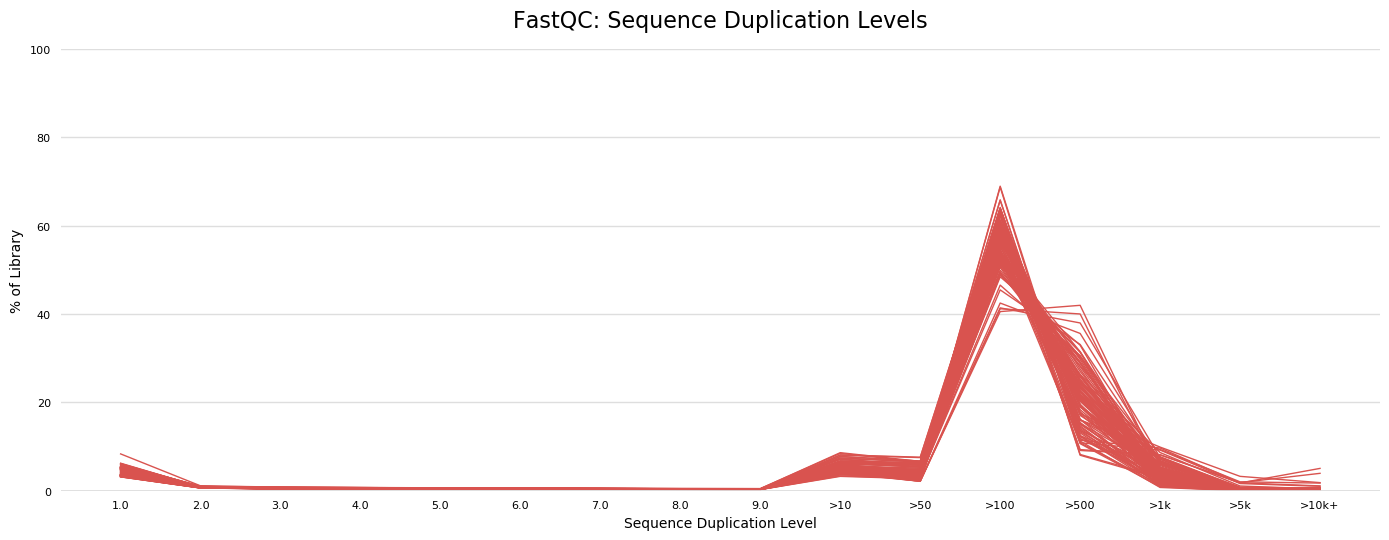 FastQC: Sequence Duplication Levels
% of Library
100
80
60
40
20
0
1.0 2.0 3.0 4.0 5.0 6.0 7.0 8.0 9.0 >10 >50 >100 >500 >1k >5k >10k+
Sequence Duplication Level